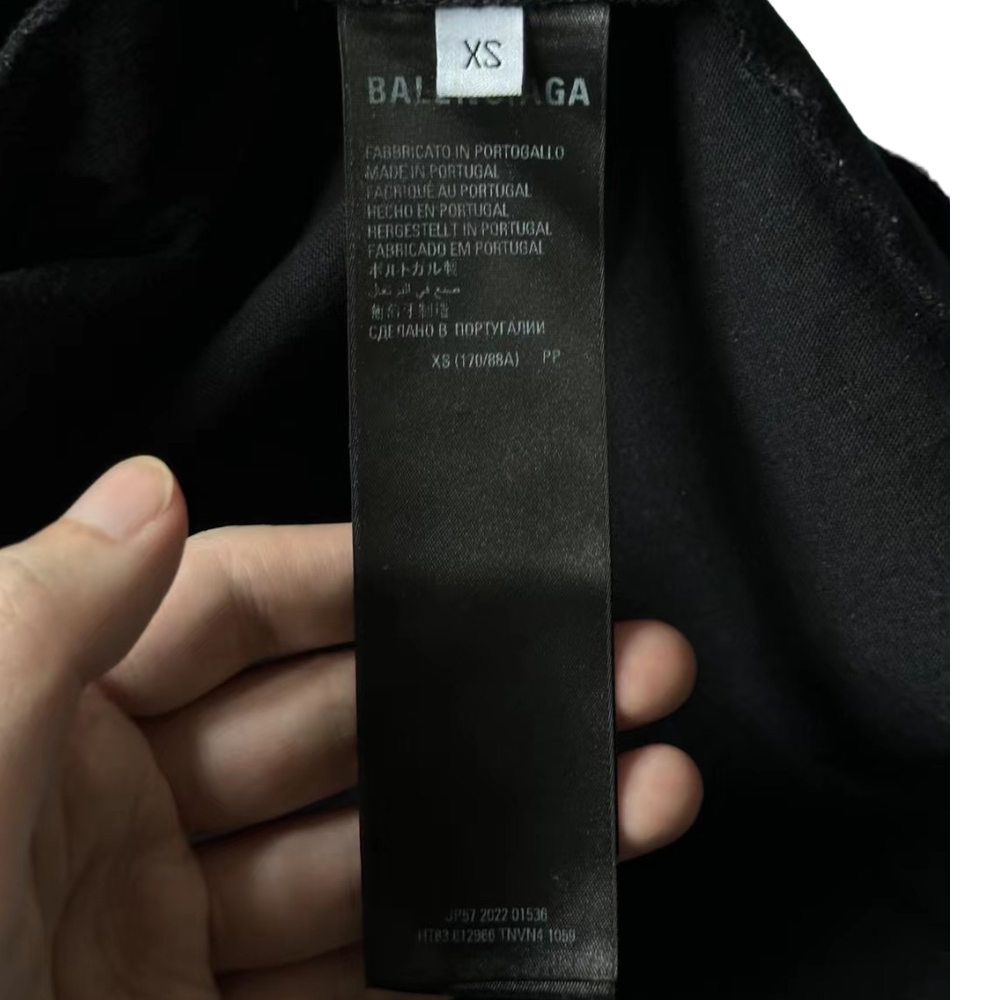 XS
BALENCIAGA
FABBRICATO IN PORTOGALLO
MADE IN PORTUGAL
FABRIQUÉ AU PORTUGAL
HECHO EN PORTUGAL
HERGESTELLT IN PORTUGAL
FABRICADO EM PORTUGAL
ポルトガル製
صنع في البرتغال
葡萄牙制造
СДЕЛАНО В ПОРТУГАЛИИ
XS (170/88A) PP
JP57 2022 01536
HT83 612966 TNVN4 1059